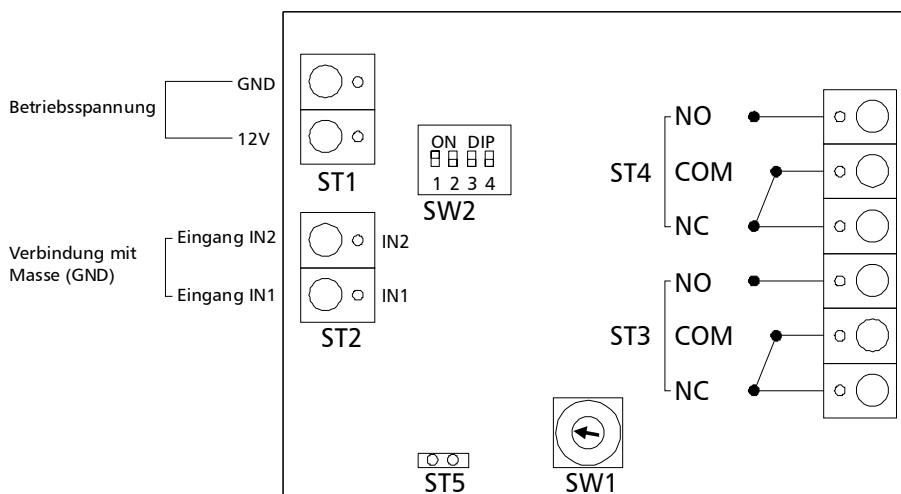 Betriebsspannung
GND
12V
ST1
ON DIP
1 2 3 4
SW2
Verbindung mit
Masse (GND)
Eingang IN2
IN2
Eingang IN1
IN1
ST2
ST4
NO
COM
NC
ST3
NO
COM
NC
ST5
SW1